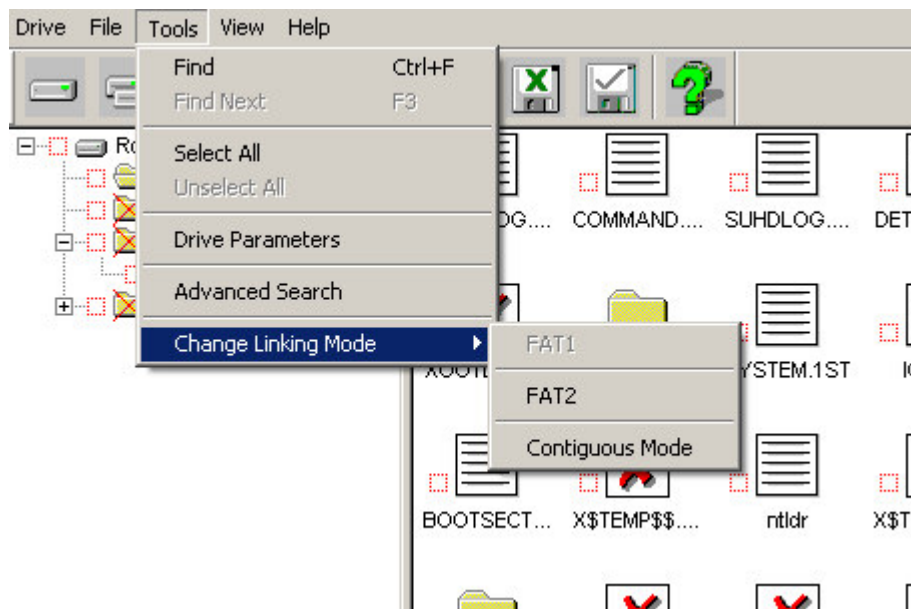 Drive File Tools View Help
Find Ctrl+F
Find Next F3
Select All
Unselect All
Drive Parameters
Advanced Search
Change Linking Mode
FAT1
FAT2
Contiguous Mode
COMMAND.... SUHDLOG.... DET
YSTEM.1ST
BOOTSECT... X$TEMP$$.... ntldr X$T